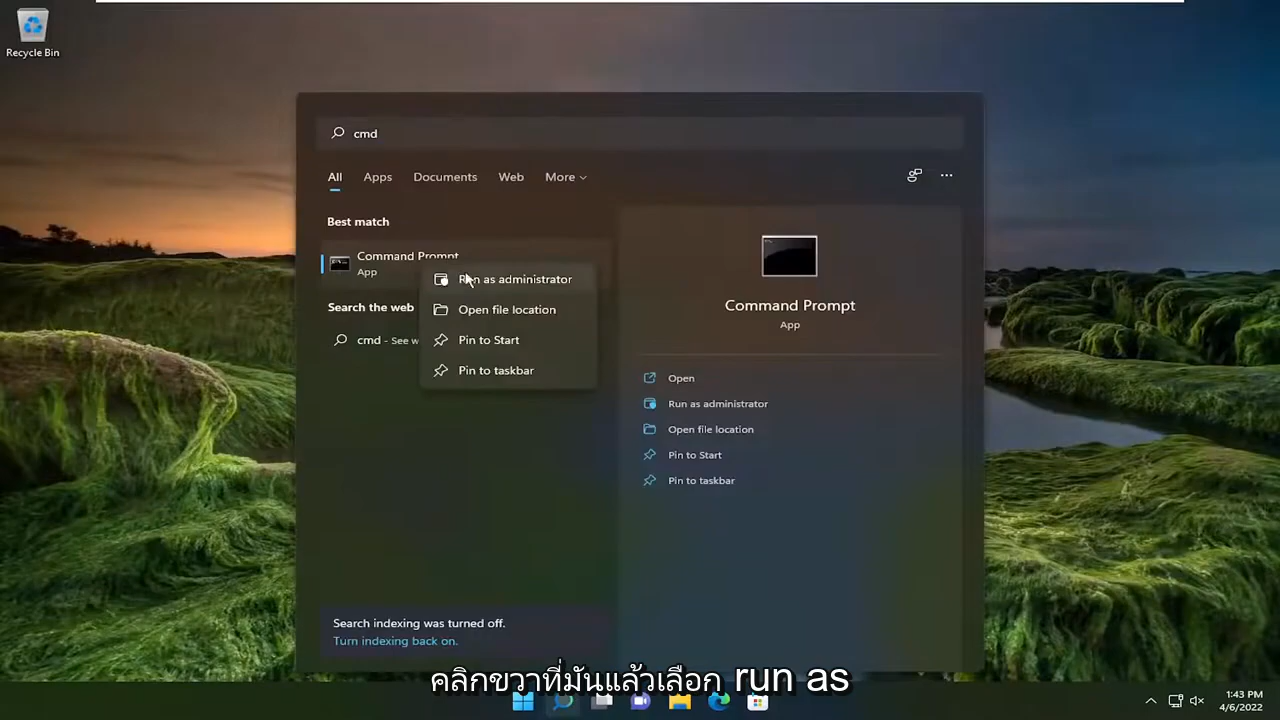 Recycle Bin
cmd
All Apps Documents Web More
Best match
Command Prompt
App
Search the web
cmd - See w
Run as administrator
Open file location
Pin to Start
Pin to taskbar
Command Prompt
App
Open
Run as administrator
Open file location
Pin to Start
Pin to taskbar
Search indexing was turned off.
Turn indexing back on.
คลิกขวาที่มันแล้วเลือก run as
1:43 PM
4/6/2022